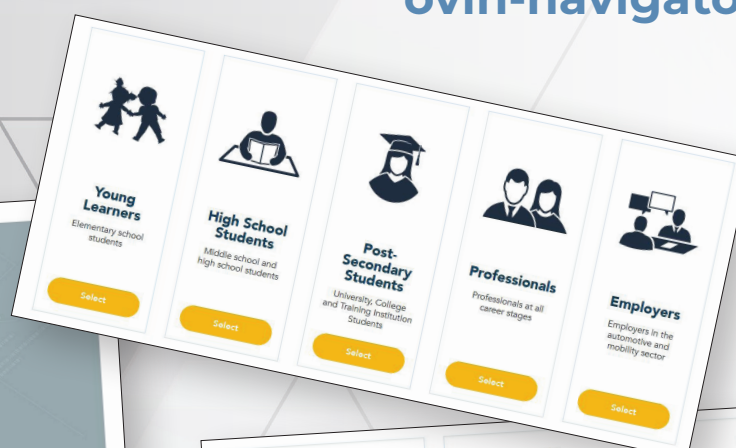 ovin-navigato
Young
Learners
Elementary school
students
Select
High School
Students
Middle school and
high school students
Select
Post-
Secondary
Students
University, College
and Training Institution
Students
Select
Professionals
Professionals at all
career stages
Select
Employers
Employers in the
automotive and
mobility sector
Select